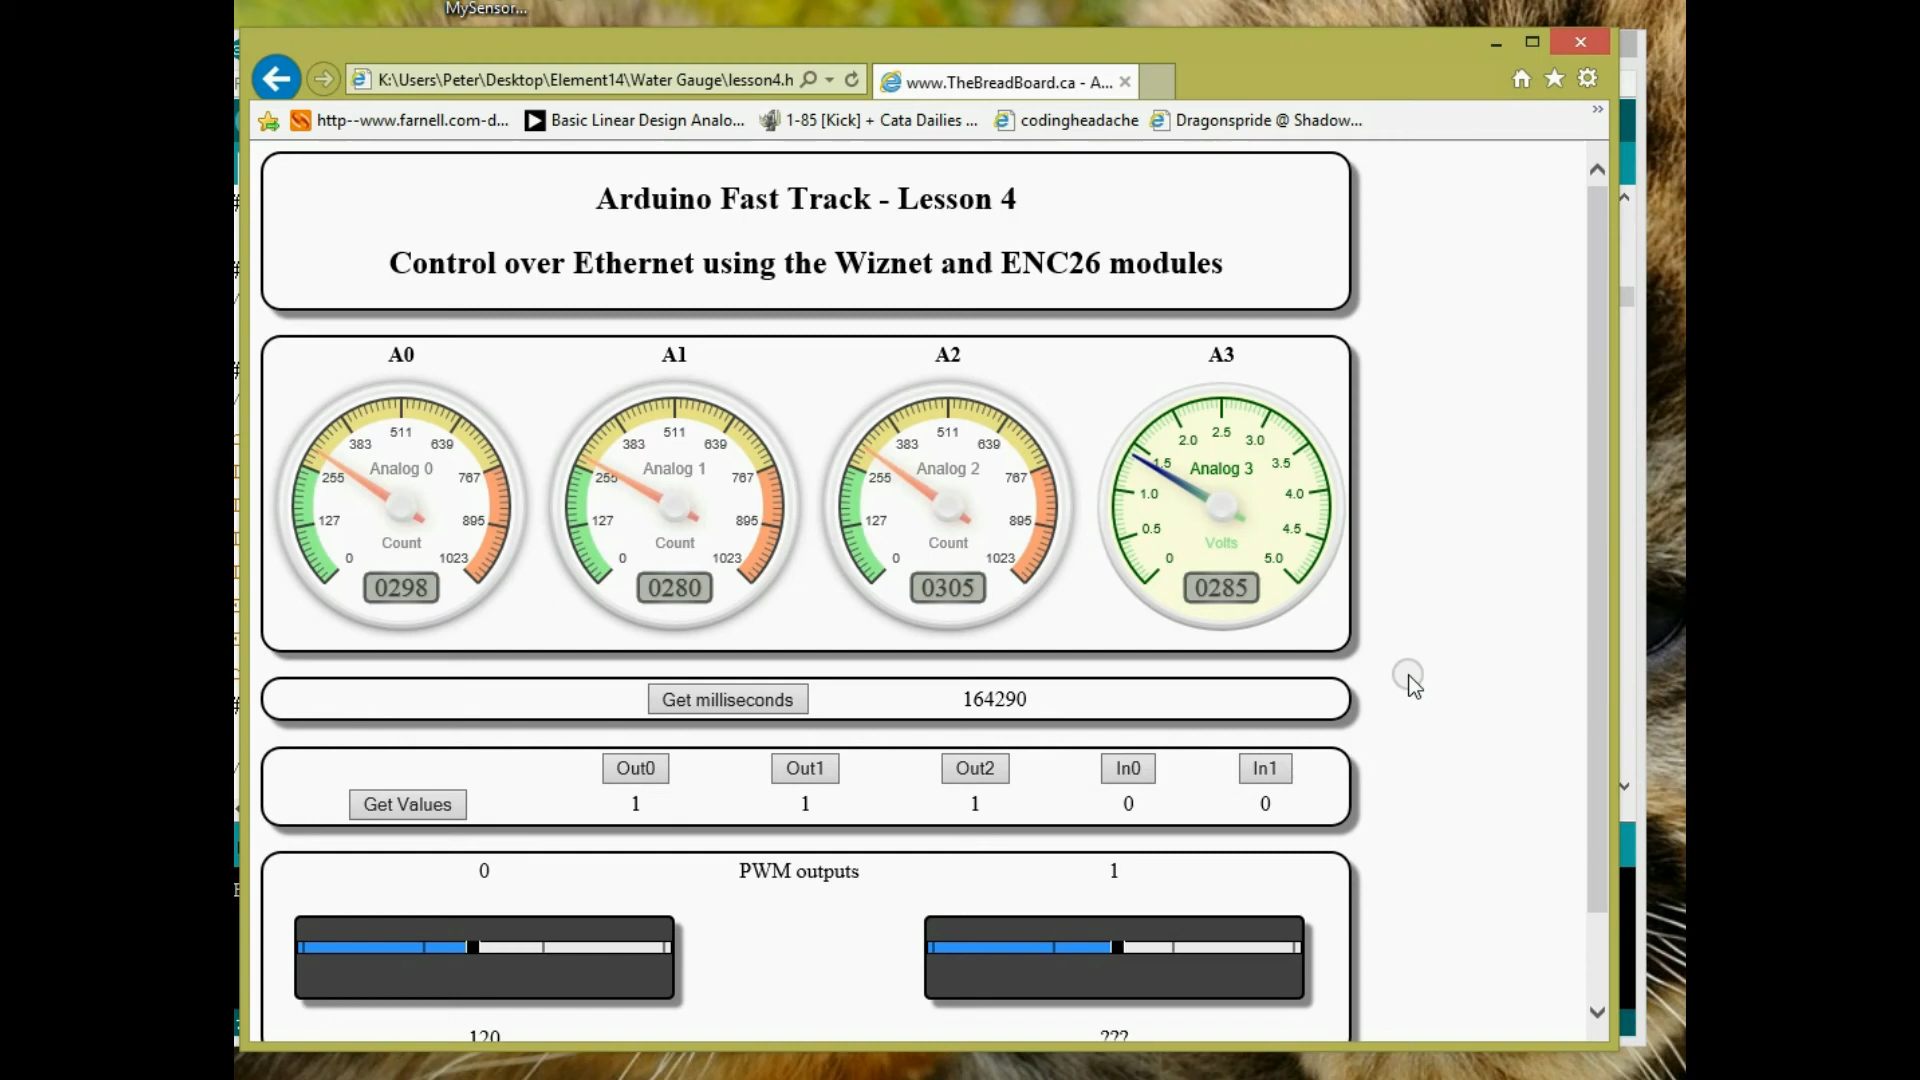 MySensor...
K:\Users\Peter\Desktop\Element14\Water Gauge\lesson4.h
www.TheBreadBoard.ca - A...
http--www.farnell.com-d...
Basic Linear Design Analo...
1-85 [Kick] + Cata Dailies ...
codingheadache
Dragonspride @ Shadow...
Arduino Fast Track - Lesson 4
Control over Ethernet using the Wiznet and ENC26 modules
A0 A1 A2 A3
0 127 255 383 511 639 767 895 1023
Analog 0
Count
0298
0 127 255 383 511 639 767 895 1023
Analog 1
Count
0280
0 127 255 383 511 639 767 895 1023
Analog 2
Count
0305
0 0.5 1.0 1.5 2.0 2.5 3.0 3.5 4.0 4.5 5.0
Analog 3
Volts
0285
Get milliseconds 164290
Out0 Out1 Out2 In0 In1
Get Values 1 1 1 0 0
0 PWM outputs 1
120 ???